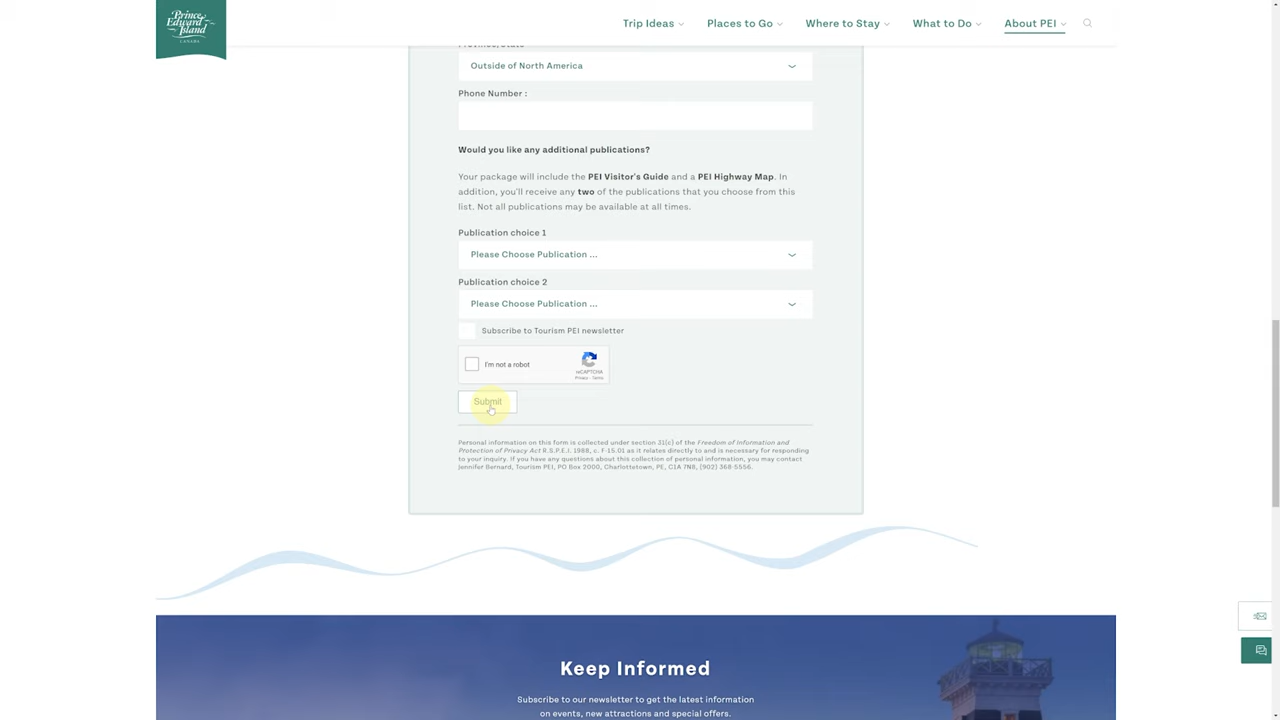 Prince
Edward
Island
CANADA
Trip Ideas
Places to Go
Where to Stay
What to Do
About PEI
Province/State
Outside of North America
Phone Number :
Would you like any additional publications?
Your package will include the PEI Visitor's Guide and a PEI Highway Map. In
addition, you'll receive any two of the publications that you choose from this
list. Not all publications may be available at all times.
Publication choice 1
Please Choose Publication ...
Publication choice 2
Please Choose Publication ...
Subscribe to Tourism PEI newsletter
I'm not a robot
reCAPTCHA
Privacy - Terms
Submit
Personal information on this form is collected under section 31(c) of the Freedom of Information and
Protection of Privacy Act R.S.P.E.I. 1988, c. F-15.01 as it relates directly to and is necessary for responding
to your inquiry. If you have any questions about this collection of personal information, you may contact
Jennifer Bernard, Tourism PEI, PO Box 2000, Charlottetown, PE, C1A 7N8, (902) 368-5556.
Keep Informed
Subscribe to our newsletter to get the latest information
on events, new attractions and special offers.